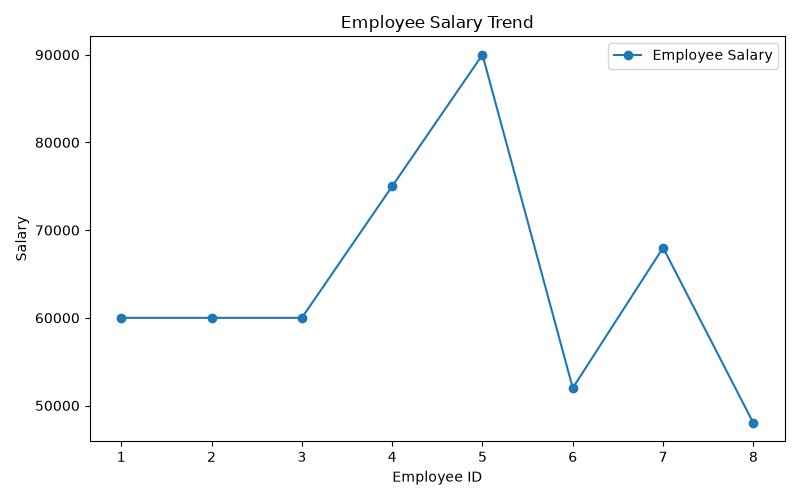 Employee Salary Trend
Employee Salary
90000
80000
70000
60000
50000
Salary
1 2 3 4 5 6 7 8
Employee ID